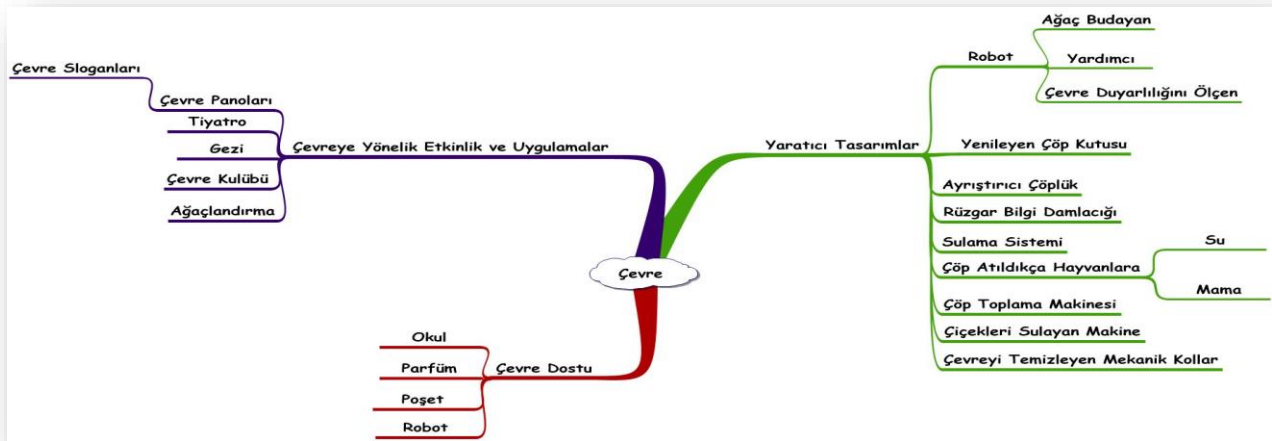 Çevre Sloganları
Çevre Panoları
Tiyatro
Gezi
Çevre Kulübü
Ağaçlandırma
Çevreye Yönelik Etkinlik ve Uygulamalar
Çevre
Yaratıcı Tasarımlar
Robot
Ağaç Budayan
Yardımcı
Çevre Duyarlılığını Ölçen
Yenileyen Çöp Kutusu
Ayrıştırıcı Çöplük
Rüzgar Bilgi Damlacığı
Sulama Sistemi
Çöp Atıldıkça Hayvanlara
Su
Mama
Çöp Toplama Makinesi
Çiçekleri Sulayan Makine
Çevreyi Temizleyen Mekanik Kollar
Çevre Dostu
Okul
Parfüm
Poşet
Robot